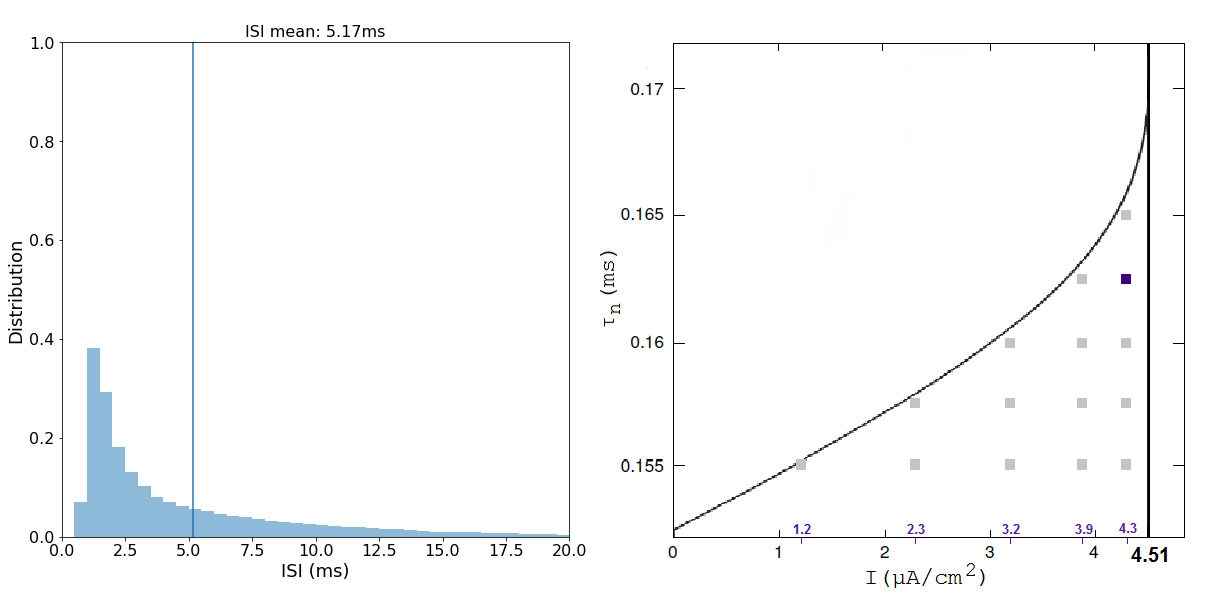 ISI mean: 5.17ms
1.0
0.8
0.6
0.4
0.2
0.0
Distribution
0.0 2.5 5.0 7.5 10.0 12.5 15.0 17.5 20.0
ISI (ms)
0.17
0.165
0.16
0.155
τn (ms)
1.2 2.3 3.2 3.9 4.3
0 1 2 3 4 4.51
I(µA/cm2)